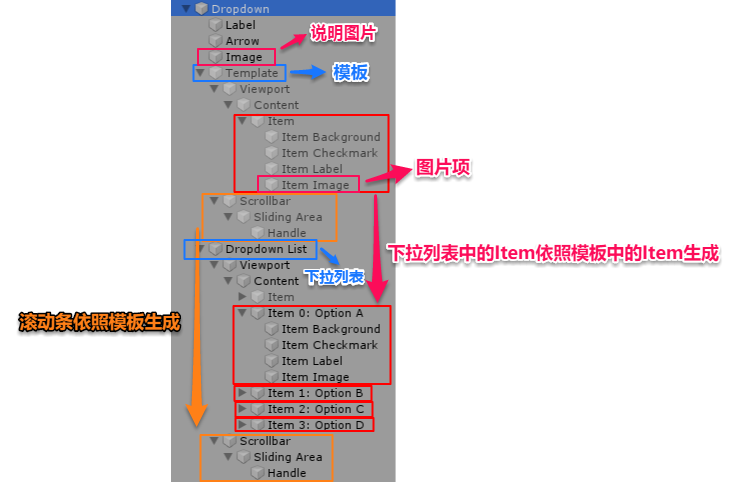 Dropdown
Label
Arrow
Image
说明图片
Template
模板
Viewport
Content
Item
Item Background
Item Checkmark
Item Label
Item Image
图片项
Scrollbar
Sliding Area
Handle
Dropdown List
下拉列表中的Item依照模板中的Item生成
Viewport
下拉列表
Content
Item
Item 0: Option A
滚动条依照模板生成
Item Background
Item Checkmark
Item Label
Item Image
Item 1: Option B
Item 2: Option C
Item 3: Option D
Scrollbar
Sliding Area
Handle